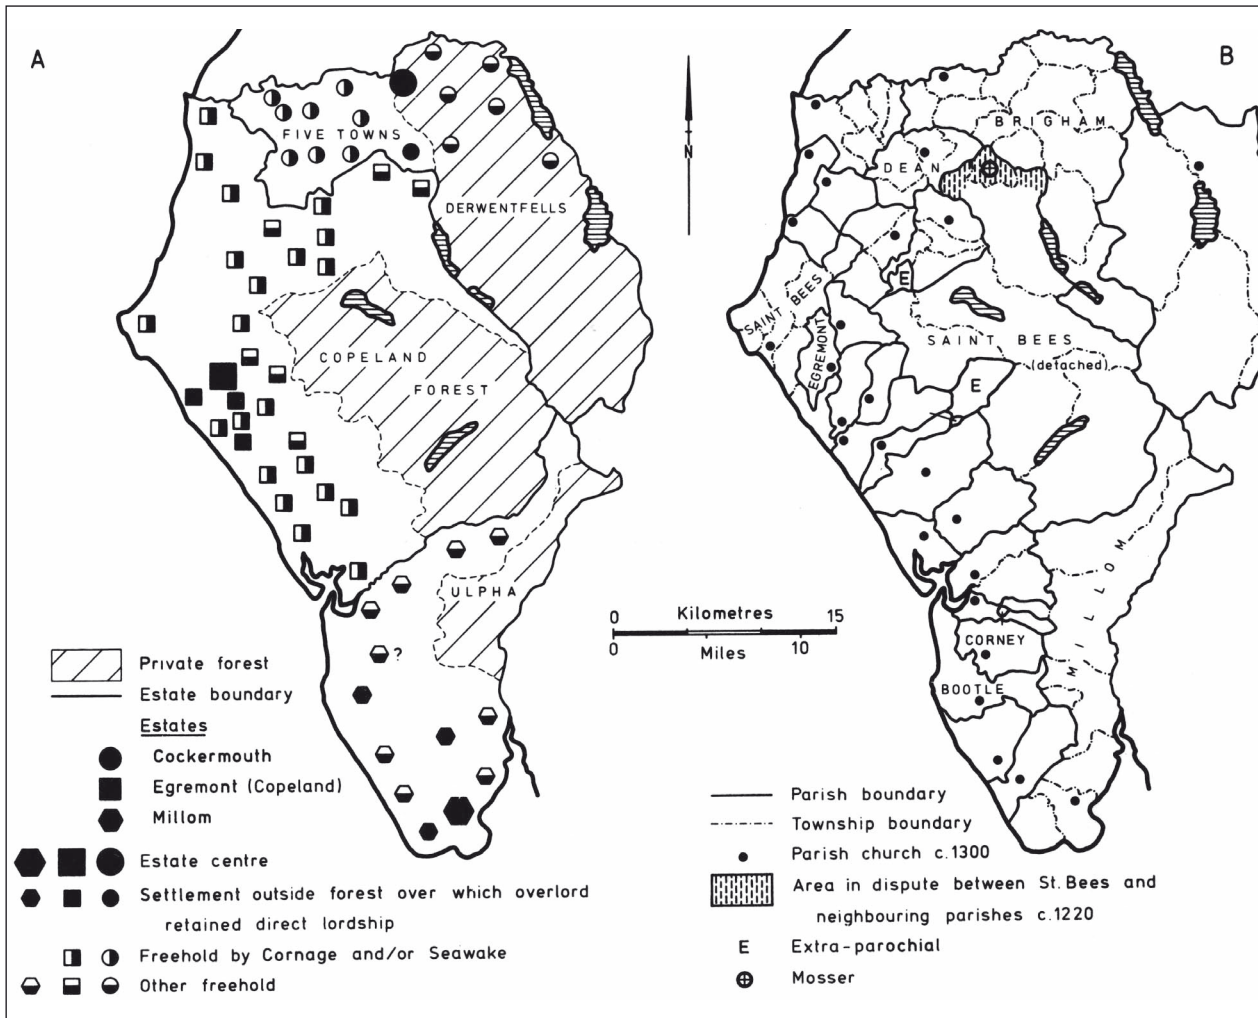 A
FIVE TOWNS
DERWENTFELLS
COPELAND
FOREST
ULPHA
?
Private forest
Estate boundary
Estates
Cockermouth
Egremont (Copeland)
Millom
Estate centre
Settlement outside forest over which overlord
retained direct lordship
Freehold by Cornage and/or Seawake
Other freehold
N
0 Kilometres 15
0 Miles 10
B
BRIGHAM
DEAN
E
SAINT BEES
EGREMONT
SAINT BEES
(detached)
E
MILLOM
CORNEY
BOOTLE
Parish boundary
Township boundary
Parish church c.1300
Area in dispute between St. Bees and
neighbouring parishes c.1220
E Extra-parochial
Mosser